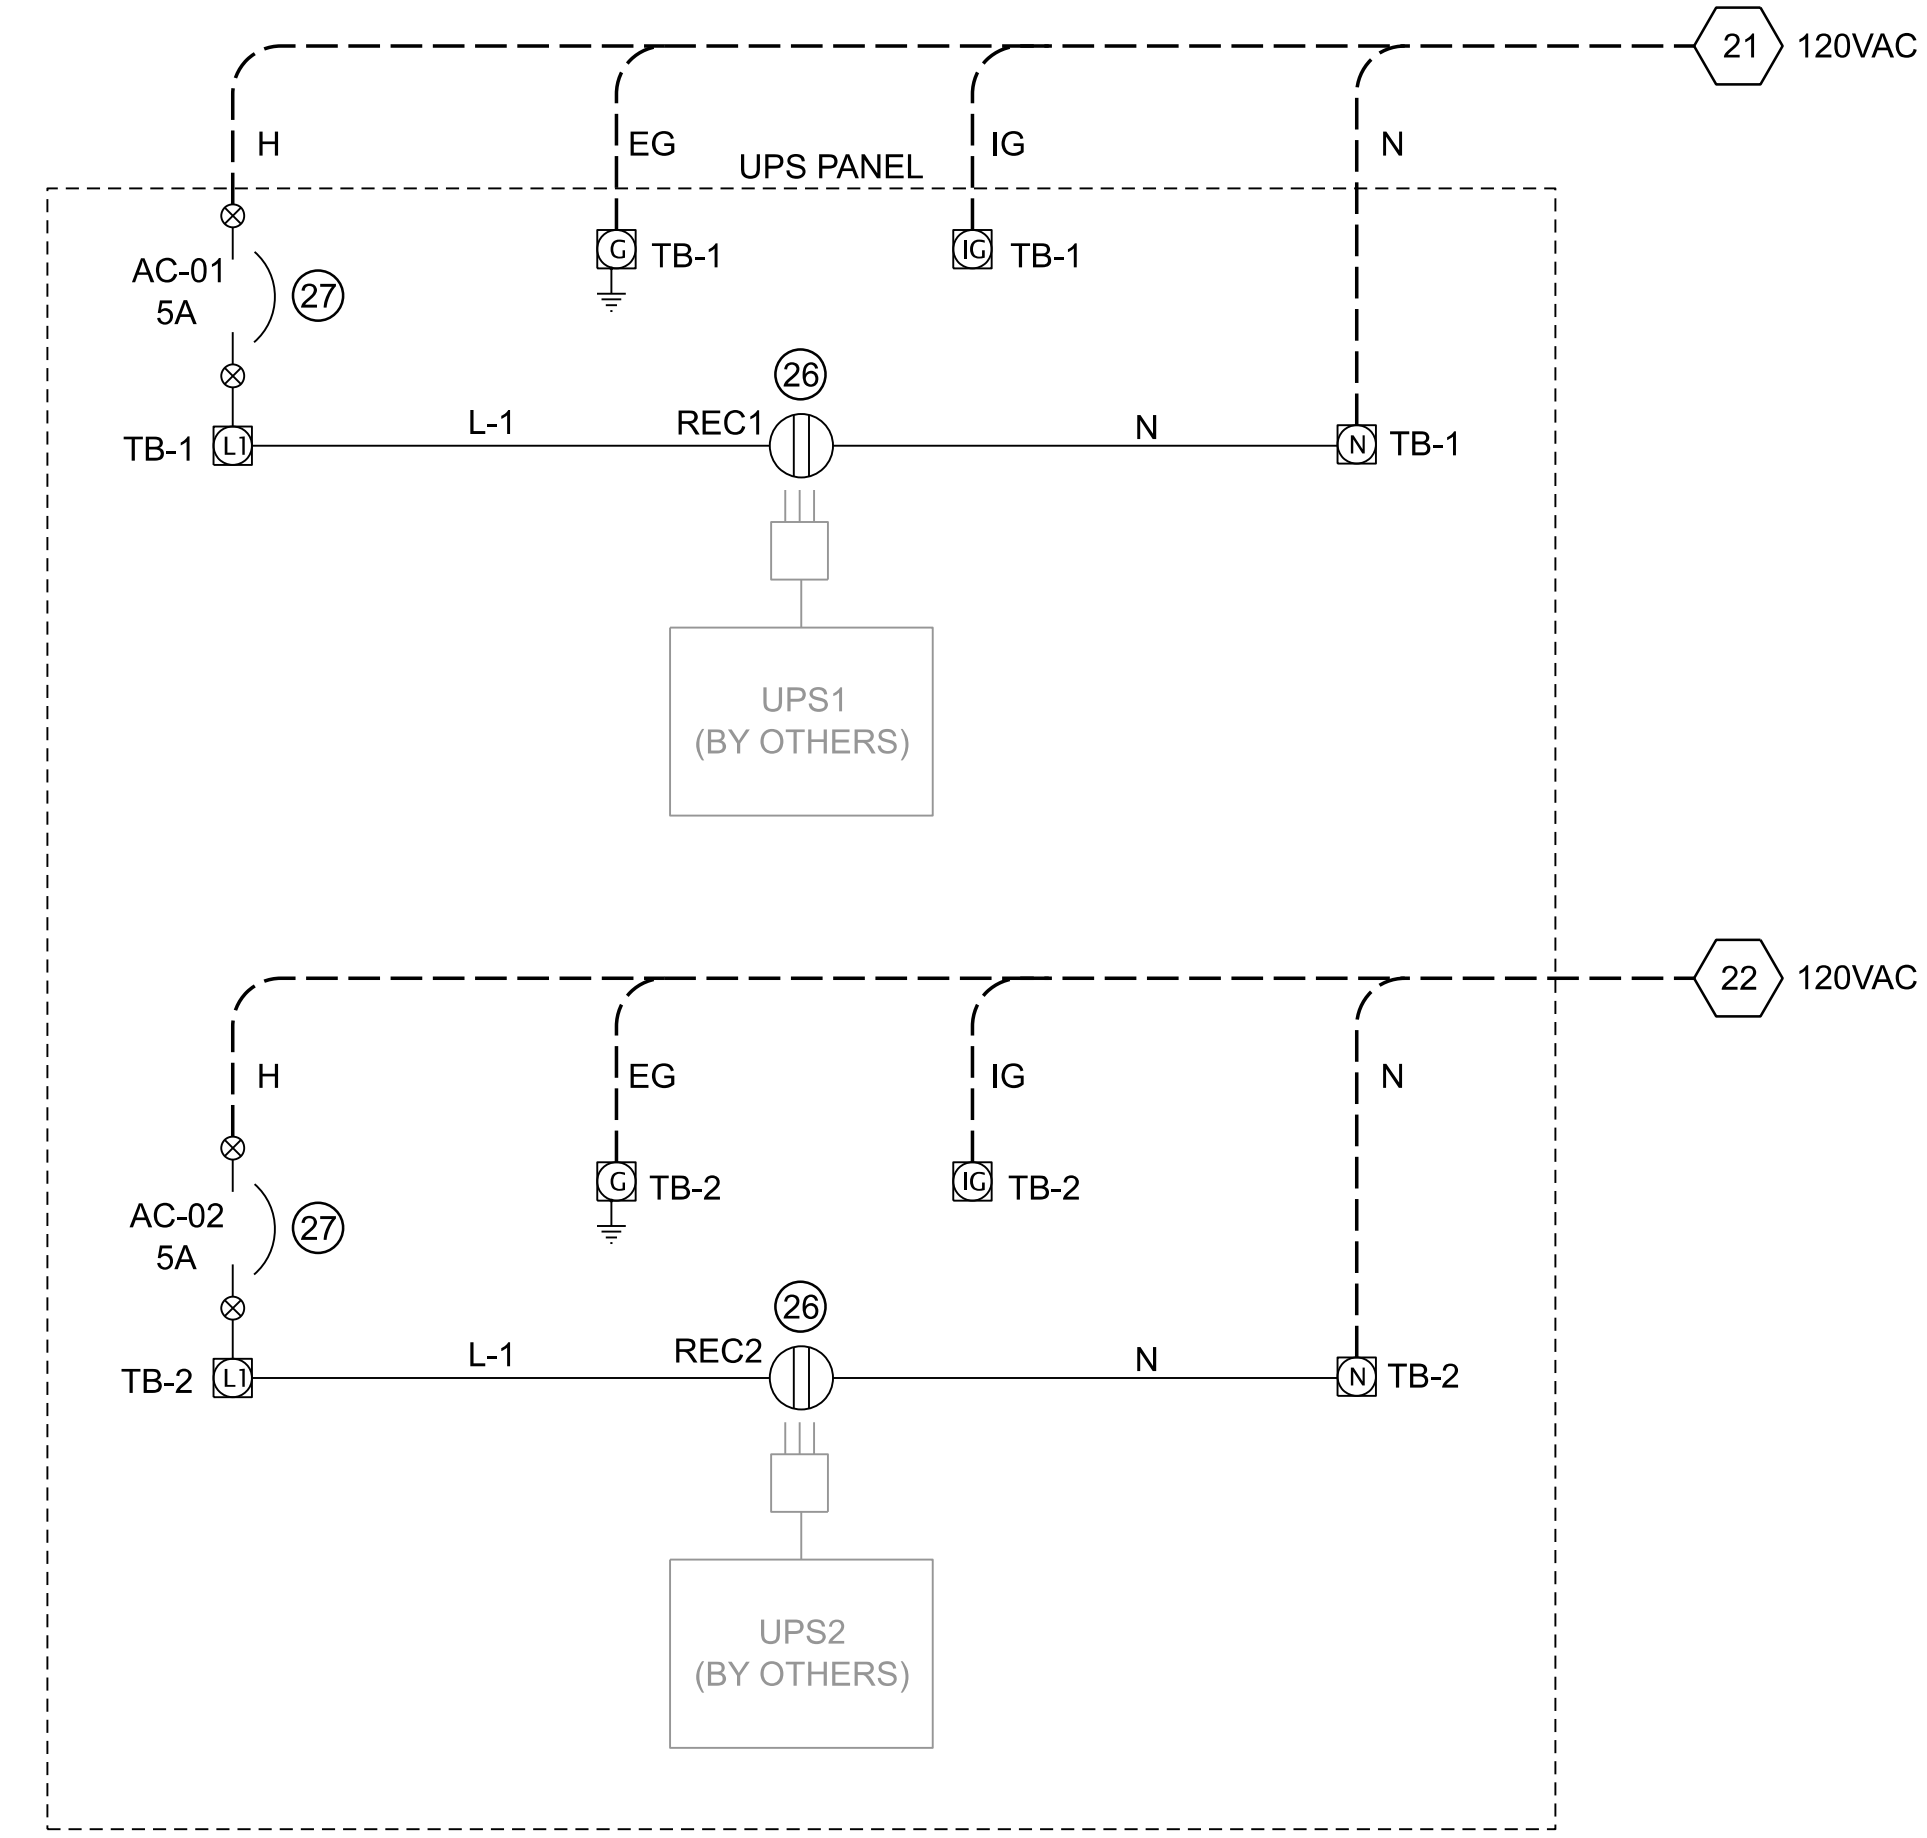 21 120VAC
H EG IG N
UPS PANEL
G TB-1 IG TB-1
AC-01
5A
27
26
L-1 REC1 N
TB-1 L1 N TB-1
UPS1
(BY OTHERS)
22 120VAC
H EG IG N
G TB-2 IG TB-2
AC-02
5A
27
26
L-1 REC2 N
TB-2 L1 N TB-2
UPS2
(BY OTHERS)